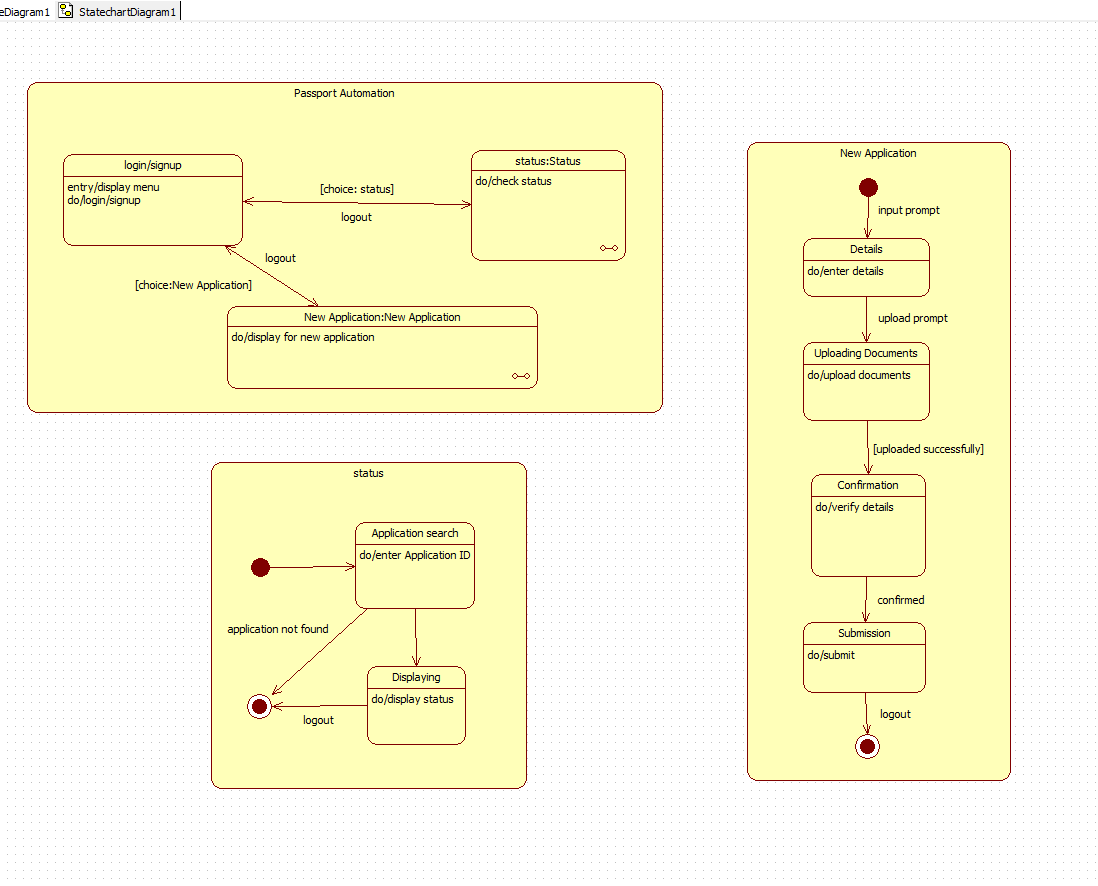 eDiagram1 StatechartDiagram1
Passport Automation
login/signup
entry/display menu
do/login/signup
[choice: status]
logout
status:Status
do/check status
logout
[choice:New Application]
New Application:New Application
do/display for new application
status
Application search
do/enter Application ID
application not found
Displaying
do/display status
logout
New Application
input prompt
Details
do/enter details
upload prompt
Uploading Documents
do/upload documents
[uploaded successfully]
Confirmation
do/verify details
confirmed
Submission
do/submit
logout